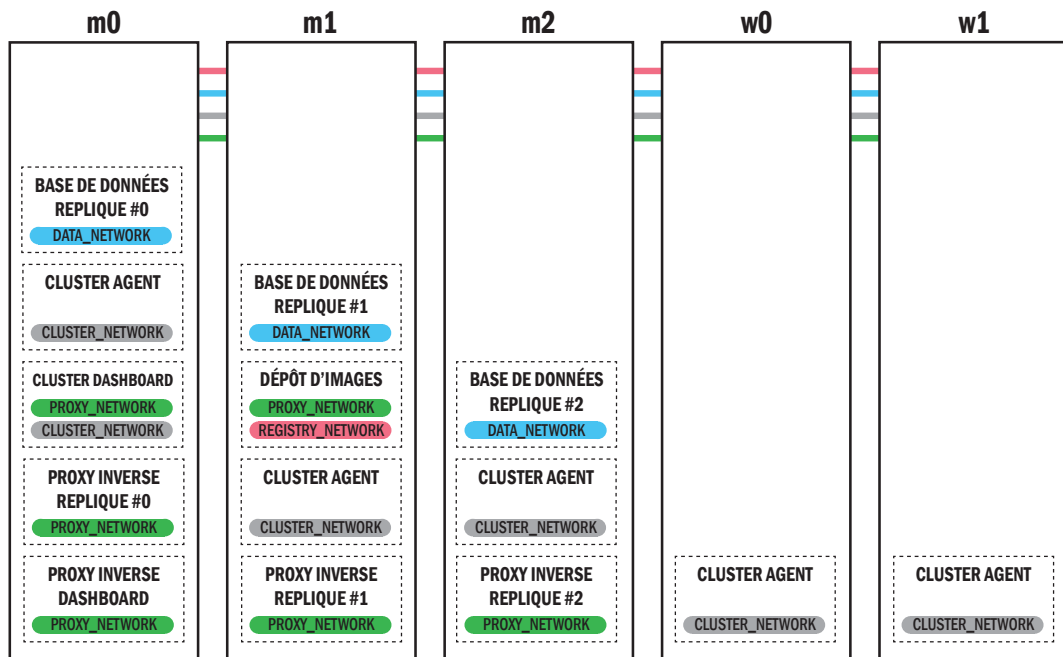 m0
m1
m2
w0
w1
BASE DE DONNÉES
REPLIQUE #0
DATA_NETWORK
CLUSTER AGENT
CLUSTER_NETWORK
CLUSTER DASHBOARD
PROXY_NETWORK
CLUSTER_NETWORK
PROXY INVERSE
REPLIQUE #0
PROXY_NETWORK
PROXY INVERSE
DASHBOARD
PROXY_NETWORK
BASE DE DONNÉES
REPLIQUE #1
DATA_NETWORK
DÉPÔT D’IMAGES
PROXY_NETWORK
REGISTRY_NETWORK
CLUSTER AGENT
CLUSTER_NETWORK
PROXY INVERSE
REPLIQUE #1
PROXY_NETWORK
BASE DE DONNÉES
REPLIQUE #2
DATA_NETWORK
CLUSTER AGENT
CLUSTER_NETWORK
PROXY INVERSE
REPLIQUE #2
PROXY_NETWORK
CLUSTER AGENT
CLUSTER_NETWORK
CLUSTER AGENT
CLUSTER_NETWORK